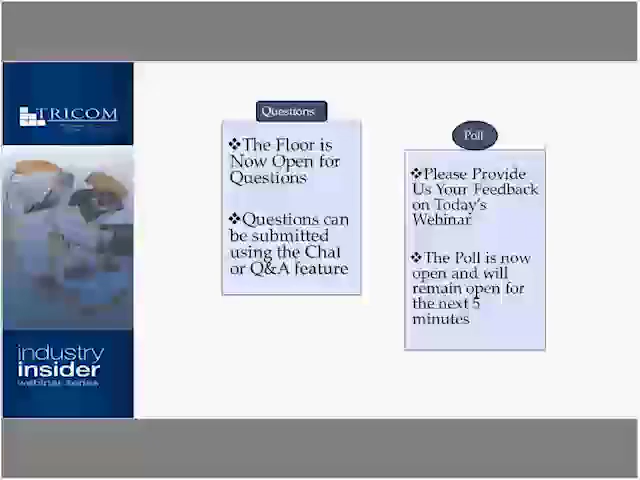 TRICOM
Questions
❖The Floor is
Now Open for
Questions
❖Questions can
be submitted
using the Chat
or Q&A feature
Poll
❖Please Provide
Us Your Feedback
on Today's
Webinar
❖The Poll is now
open and will
remain open for
the next 5
minutes
industry
insider
webinar series